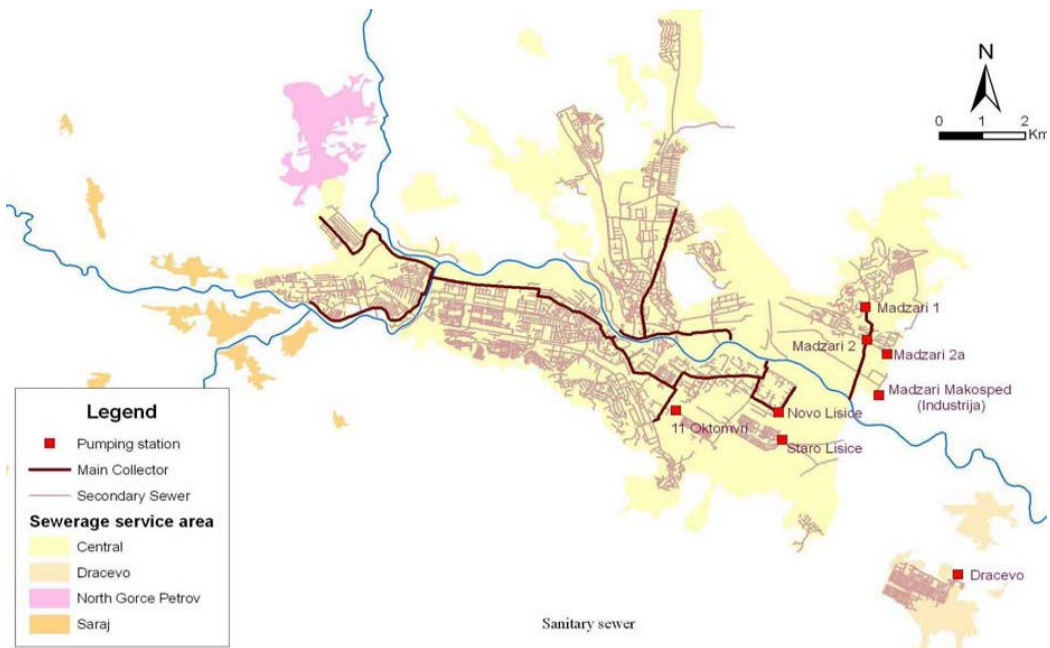 N
0 1 2
Km
Madzari 1
Madzari 2
Madzari 2a
Madzari Makosped
(Industrija)
Novo Lisice
11 Oktomvri
Staro Lisice
Dracevo
Legend
Pumping station
Main Collector
Secondary Sewer
Sewerage service area
Central
Dracevo
North Gorce Petrov
Saraj
Sanitary sewer